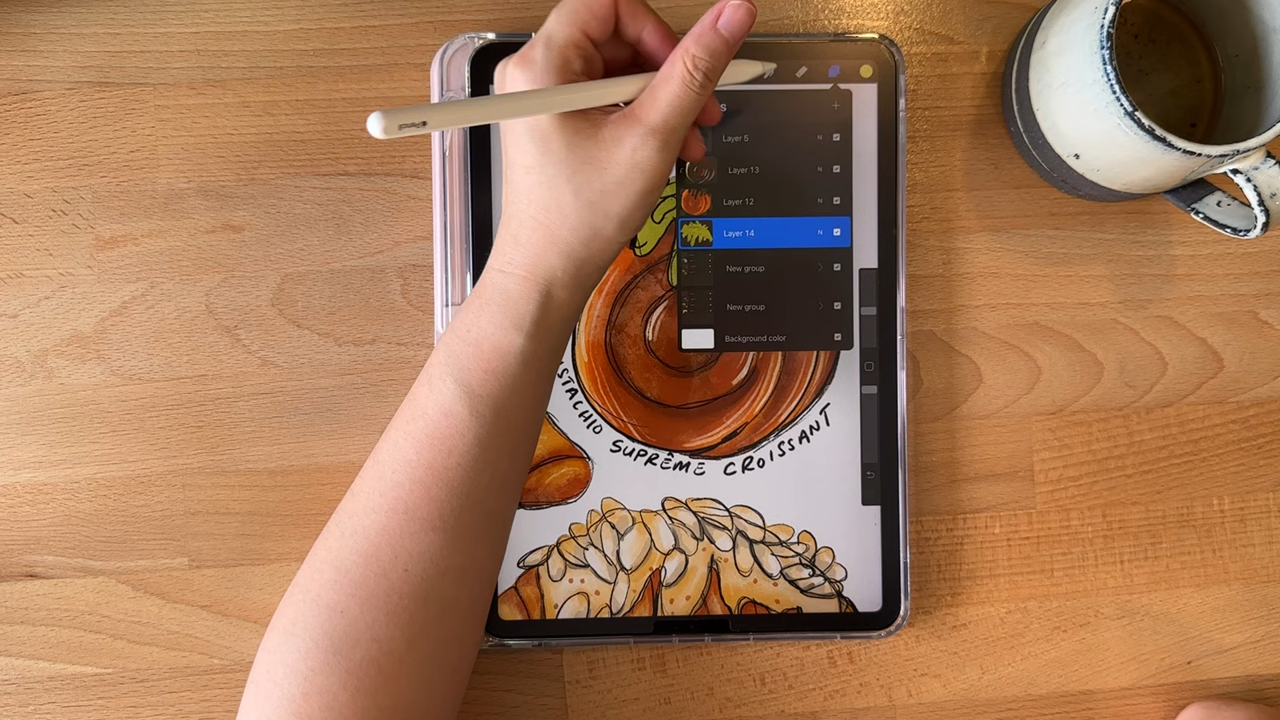 S
Layer 5 N
Layer 13 N
Layer 12 N
Layer 14 N
New group
New group
Background color
STACHIO SUPRÊME CROISSANT